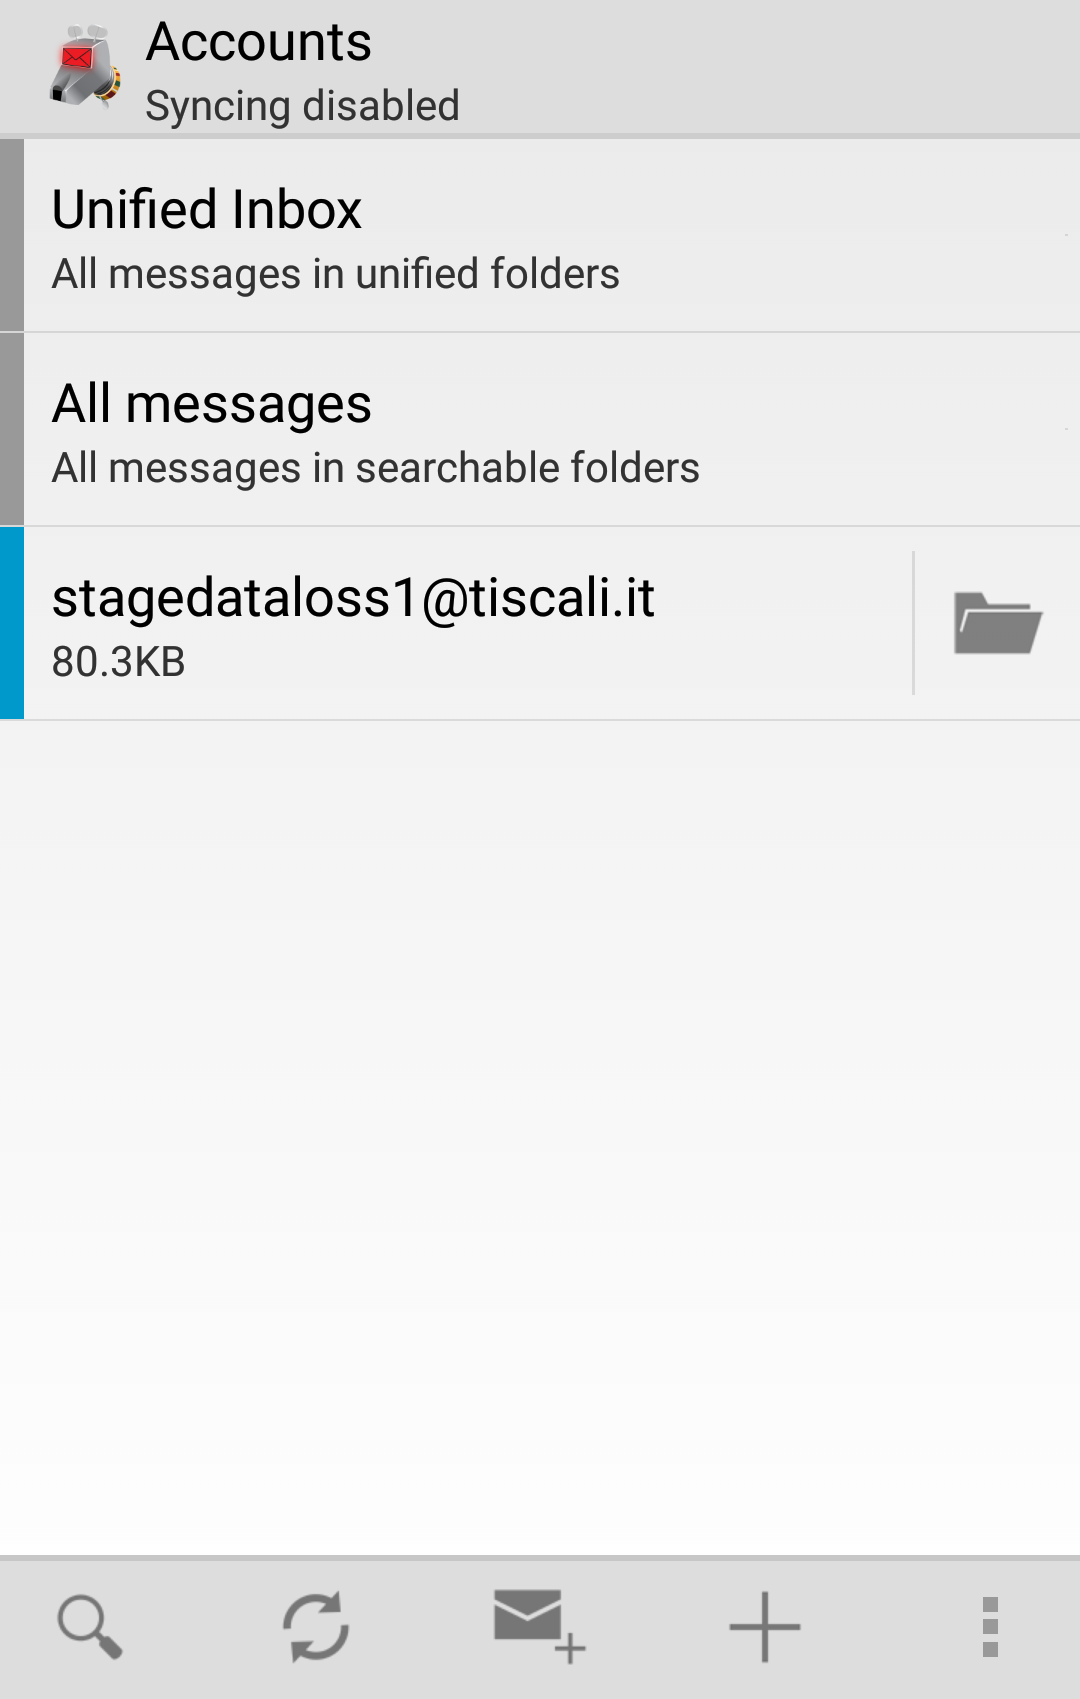 Accounts
Syncing disabled
Unified Inbox
All messages in unified folders
All messages
All messages in searchable folders
stagedataloss1@tiscali.it
80.3KB